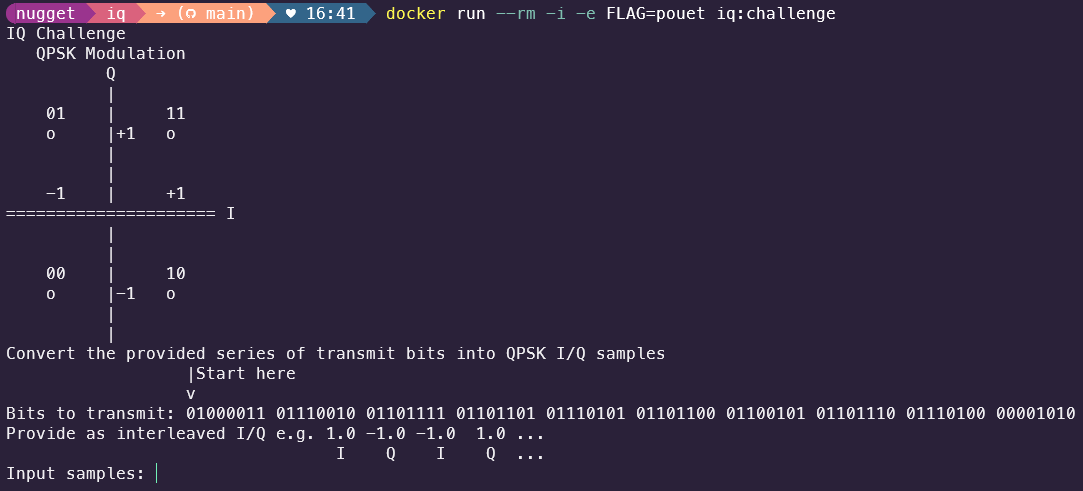 nugget iq ➜ ( main) ♥ 16:41 docker run --rm -i -e FLAG=pouet iq:challenge
IQ Challenge
   QPSK Modulation
          Q
          |
    01    |     11
    o     |+1   o
          |
          |
    -1    |     +1
===================== I
          |
          |
    00    |     10
    o     |-1   o
          |
          |
Convert the provided series of transmit bits into QPSK I/Q samples
                  |Start here
                  v
Bits to transmit: 01000011 01110010 01101111 01101101 01110101 01101100 01100101 01101110 01110100 00001010
Provide as interleaved I/Q e.g. 1.0 -1.0 -1.0  1.0 ...
                                 I    Q    I    Q  ...
Input samples: